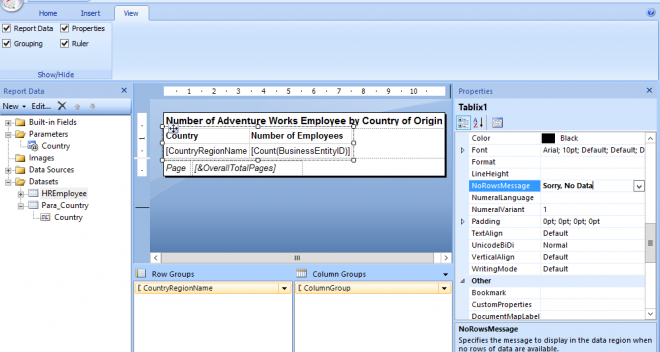 Home Insert View
Report Data Properties
Grouping Ruler
Show/Hide
Report Data
New Edit...
Built-in Fields
Parameters
Country
Images
Data Sources
Datasets
HREmployee
Para_Country
Country
1 2 3 4 5 6 7 8 9 10
1
Number of Adventure Works Employee by Country of Origin
Country Number of Employees
[CountryRegionName [Count(BusinessEntityID)]
Page [&OverallTotalPages]
Row Groups Column Groups
[ CountryRegionName [ ColumnGroup
Properties
Tablix1
Color Black
Font Arial; 10pt; Default; Default; D
Format
LineHeight
NoRowsMessage Sorry, No Data
NumeralLanguage
NumeralVariant 1
Padding 0pt; 0pt; 0pt; 0pt
TextAlign Default
UnicodeBiDi Normal
VerticalAlign Default
WritingMode Default
Other
Bookmark
CustomProperties
DocumentMapLabel
NoRowsMessage
Specifies the message to display in the data region when
no rows of data are available.